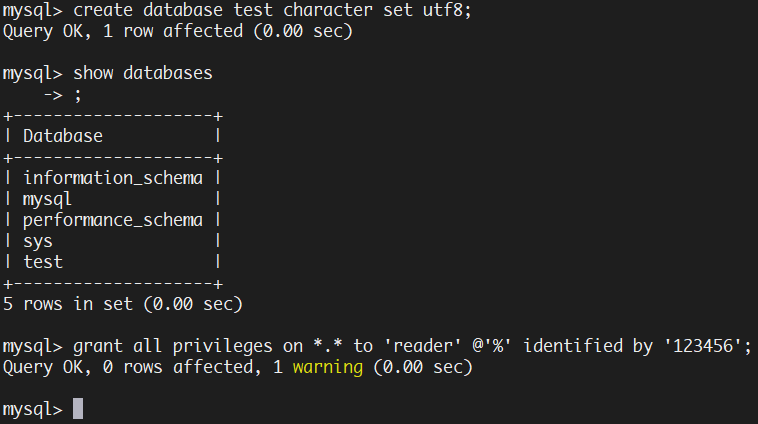 mysql> create database test character set utf8;
Query OK, 1 row affected (0.00 sec)
mysql> show databases
    -> ;
+--------------------+
| Database           |
+--------------------+
| information_schema |
| mysql              |
| performance_schema |
| sys                |
| test               |
+--------------------+
5 rows in set (0.00 sec)
mysql> grant all privileges on *.* to 'reader' @'%' identified by '123456';
Query OK, 0 rows affected, 1 warning (0.00 sec)
mysql>